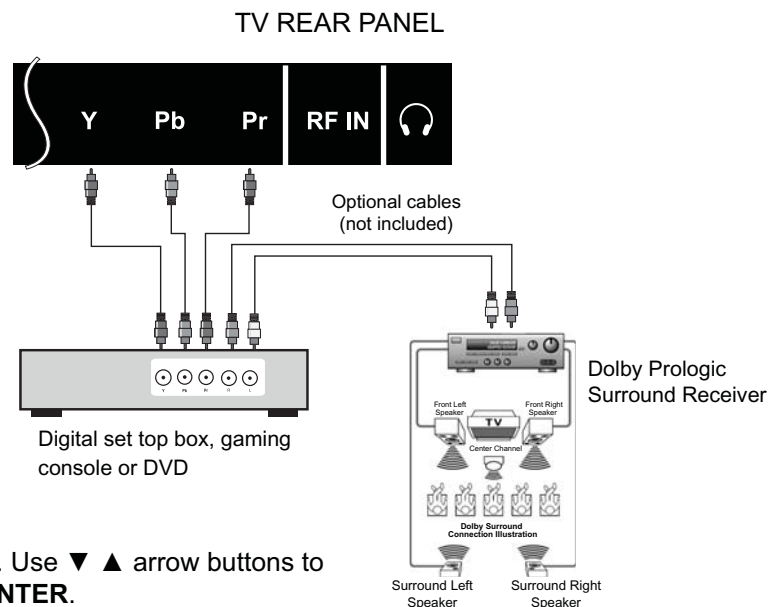 TV REAR PANEL
Y Pb Pr RF IN
Optional cables
(not included)
Y Pb Pr R L
Digital set top box, gaming
console or DVD
Dolby Prologic
Surround Receiver
Front Left
Speaker
Front Right
Speaker
TV
Center Channel
Dolby Surround
Connection Illustration
Surround Left
Speaker
Surround Right
Speaker
. Use ▼ ▲ arrow buttons to
NTER.